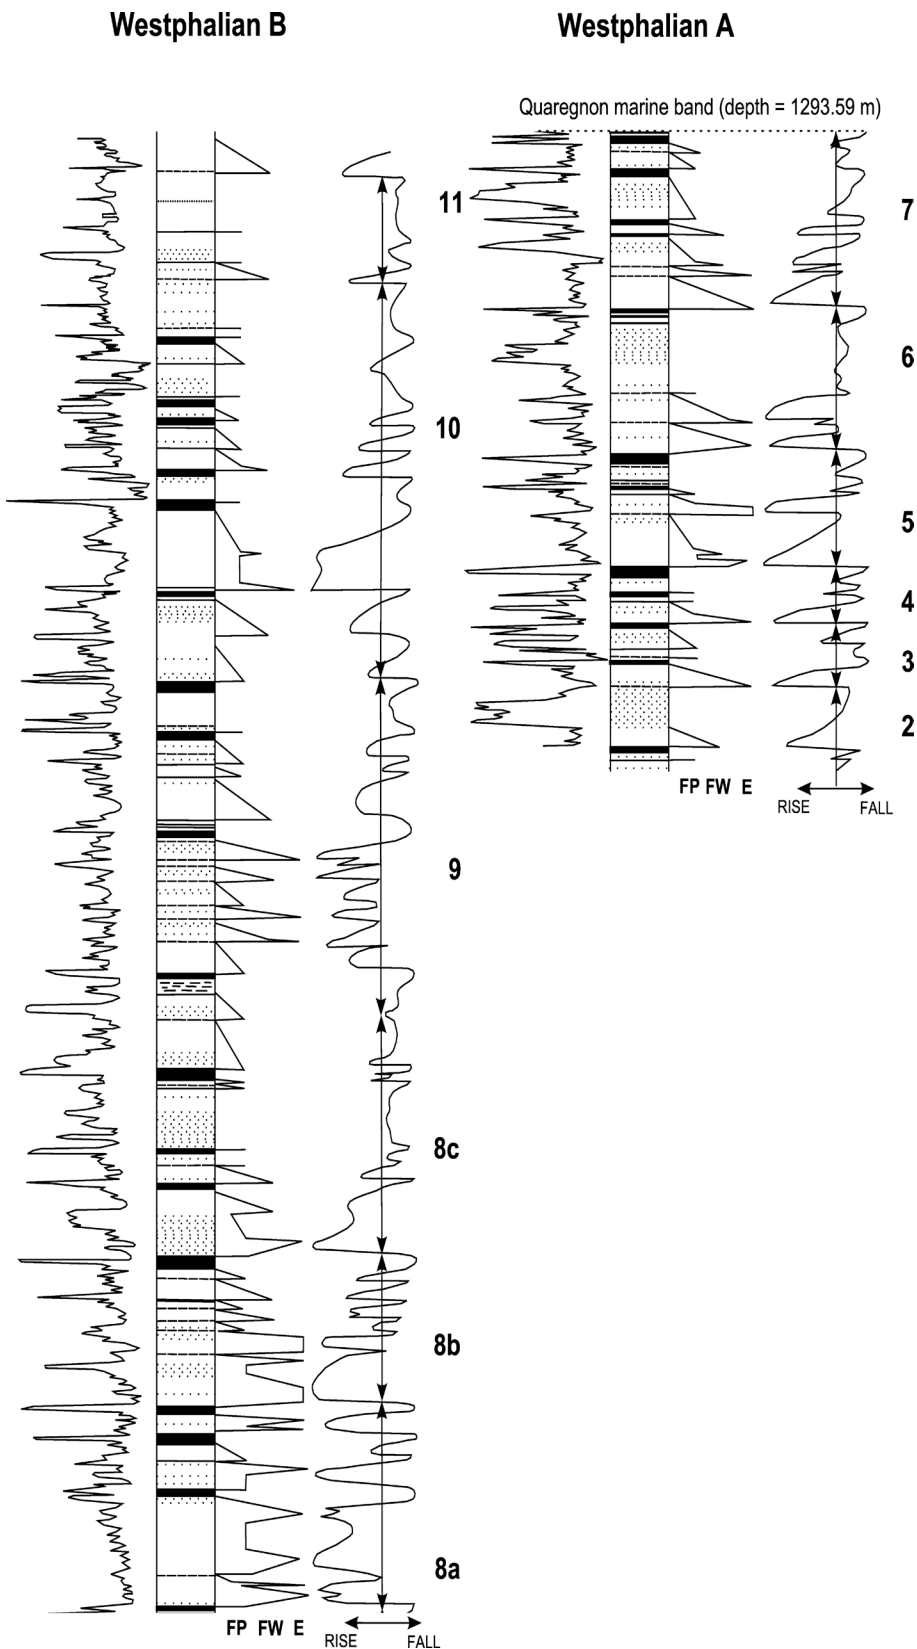 Westphalian B
Westphalian A
Quaregnon marine band (depth = 1293.59 m)
11
10
9
8c
8b
8a
7
6
5
4
3
2
FP FW E
RISE FALL
FP FW E
RISE FALL